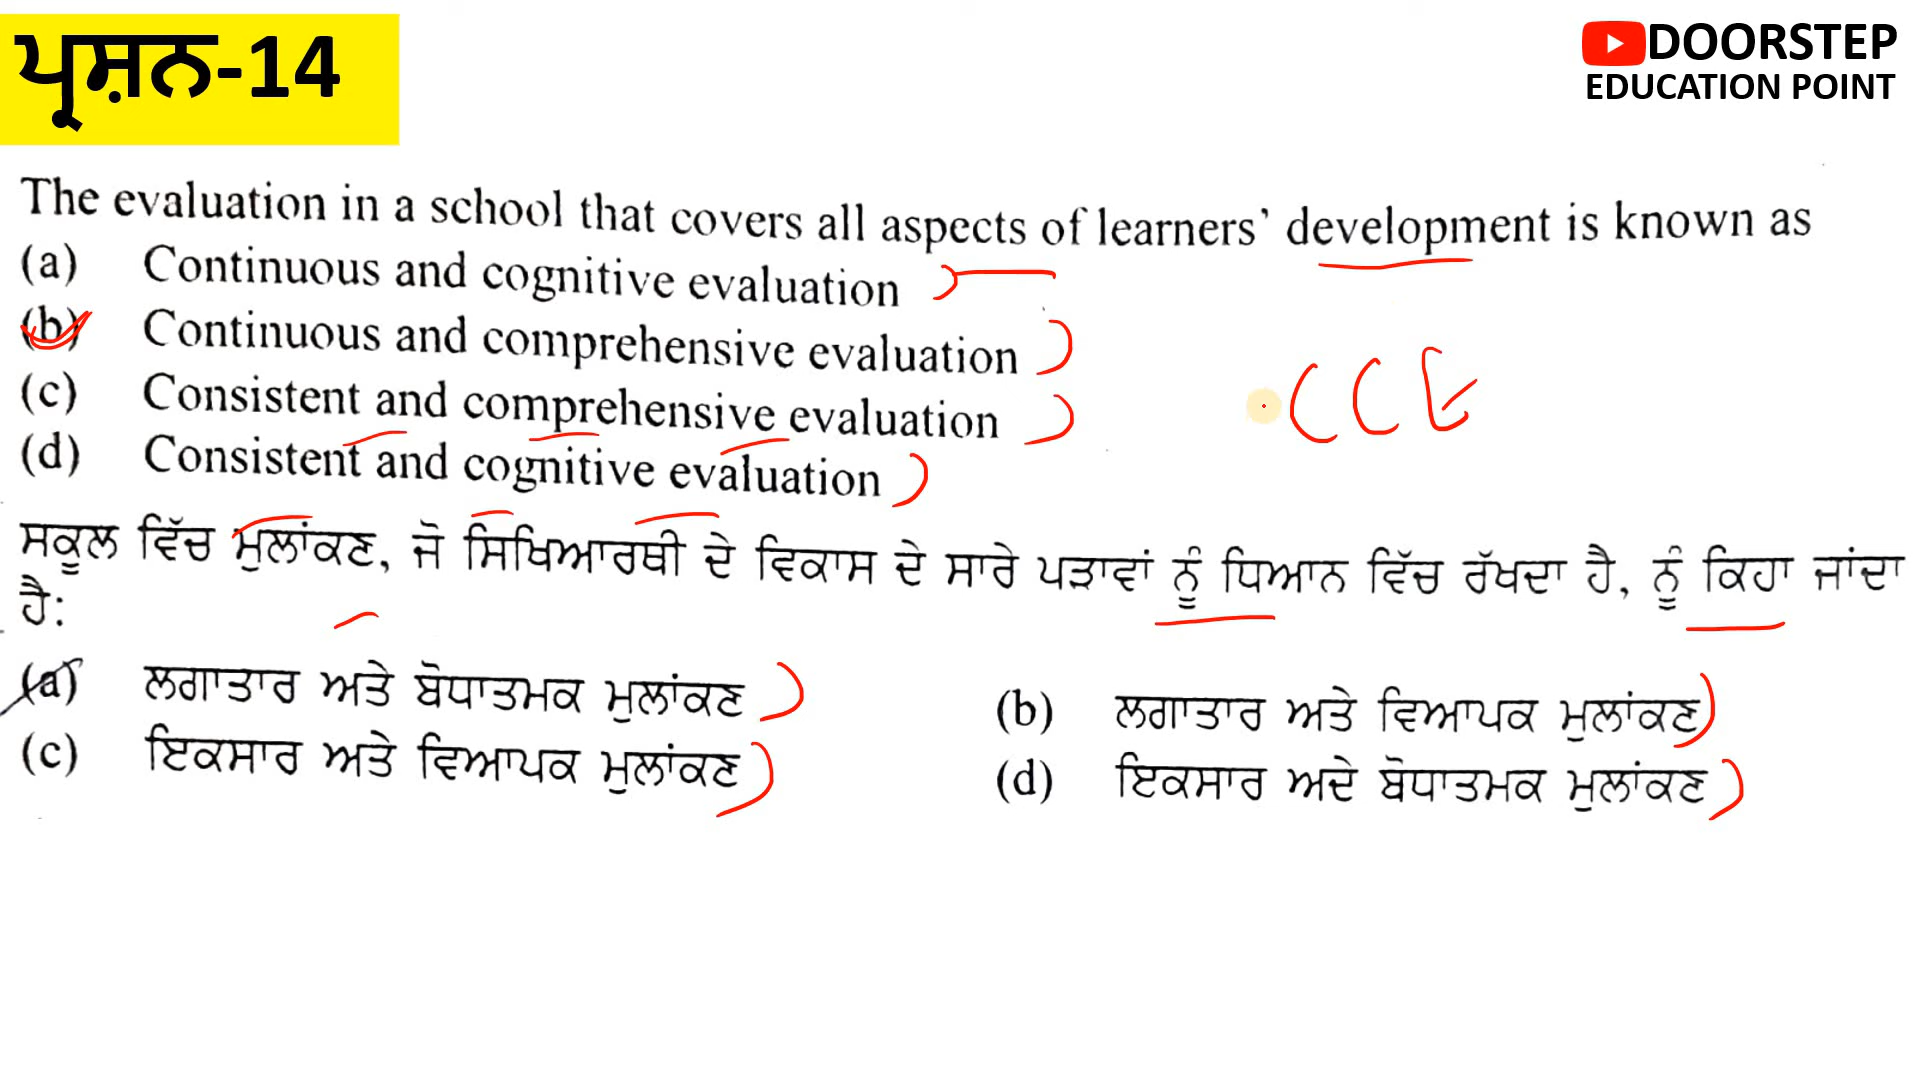 ਪ੍ਰਸ਼ਨ-14
DOORSTEP
EDUCATION POINT
The evaluation in a school that covers all aspects of learners' development is known as
(a) Continuous and cognitive evaluation
(b) Continuous and comprehensive evaluation
(c) Consistent and comprehensive evaluation
(d) Consistent and cognitive evaluation
CCE
ਸਕੂਲ ਵਿੱਚ ਮੁਲਾਂਕਣ, ਜੋ ਸਿਖਿਆਰਥੀ ਦੇ ਵਿਕਾਸ ਦੇ ਸਾਰੇ ਪੜਾਵਾਂ ਨੂੰ ਧਿਆਨ ਵਿੱਚ ਰੱਖਦਾ ਹੈ, ਨੂੰ ਕਿਹਾ ਜਾਂਦਾ
ਹੈ:
(a) ਲਗਾਤਾਰ ਅਤੇ ਬੋਧਾਤਮਕ ਮੁਲਾਂਕਣ (b) ਲਗਾਤਾਰ ਅਤੇ ਵਿਆਪਕ ਮੁਲਾਂਕਣ
(c) ਇਕਸਾਰ ਅਤੇ ਵਿਆਪਕ ਮੁਲਾਂਕਣ (d) ਇਕਸਾਰ ਅਦੇ ਬੋਧਾਤਮਕ ਮੁਲਾਂਕਣ